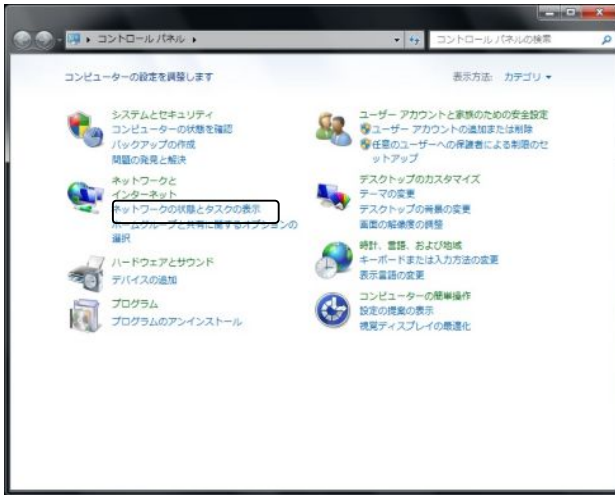 コントロール パネル
コントロール パネルの検索
コンピューターの設定を調整します
表示方法: カテゴリ
システムとセキュリティ
コンピューターの状態を確認
バックアップの作成
問題の発見と解決
ネットワークと
インターネット
ネットワークの状態とタスクの表示
ホームグループと共有に関するオプションの
選択
ハードウェアとサウンド
デバイスの追加
プログラム
プログラムのアンインストール
ユーザー アカウントと家族のための安全設定
ユーザー アカウントの追加または削除
任意のユーザーへの保護者による制限のセ
ットアップ
デスクトップのカスタマイズ
テーマの変更
デスクトップの背景の変更
画面の解像度の調整
時計、言語、および地域
キーボードまたは入力方法の変更
表示言語の変更
コンピューターの簡単操作
設定の提案の表示
視覚ディスプレイの最適化